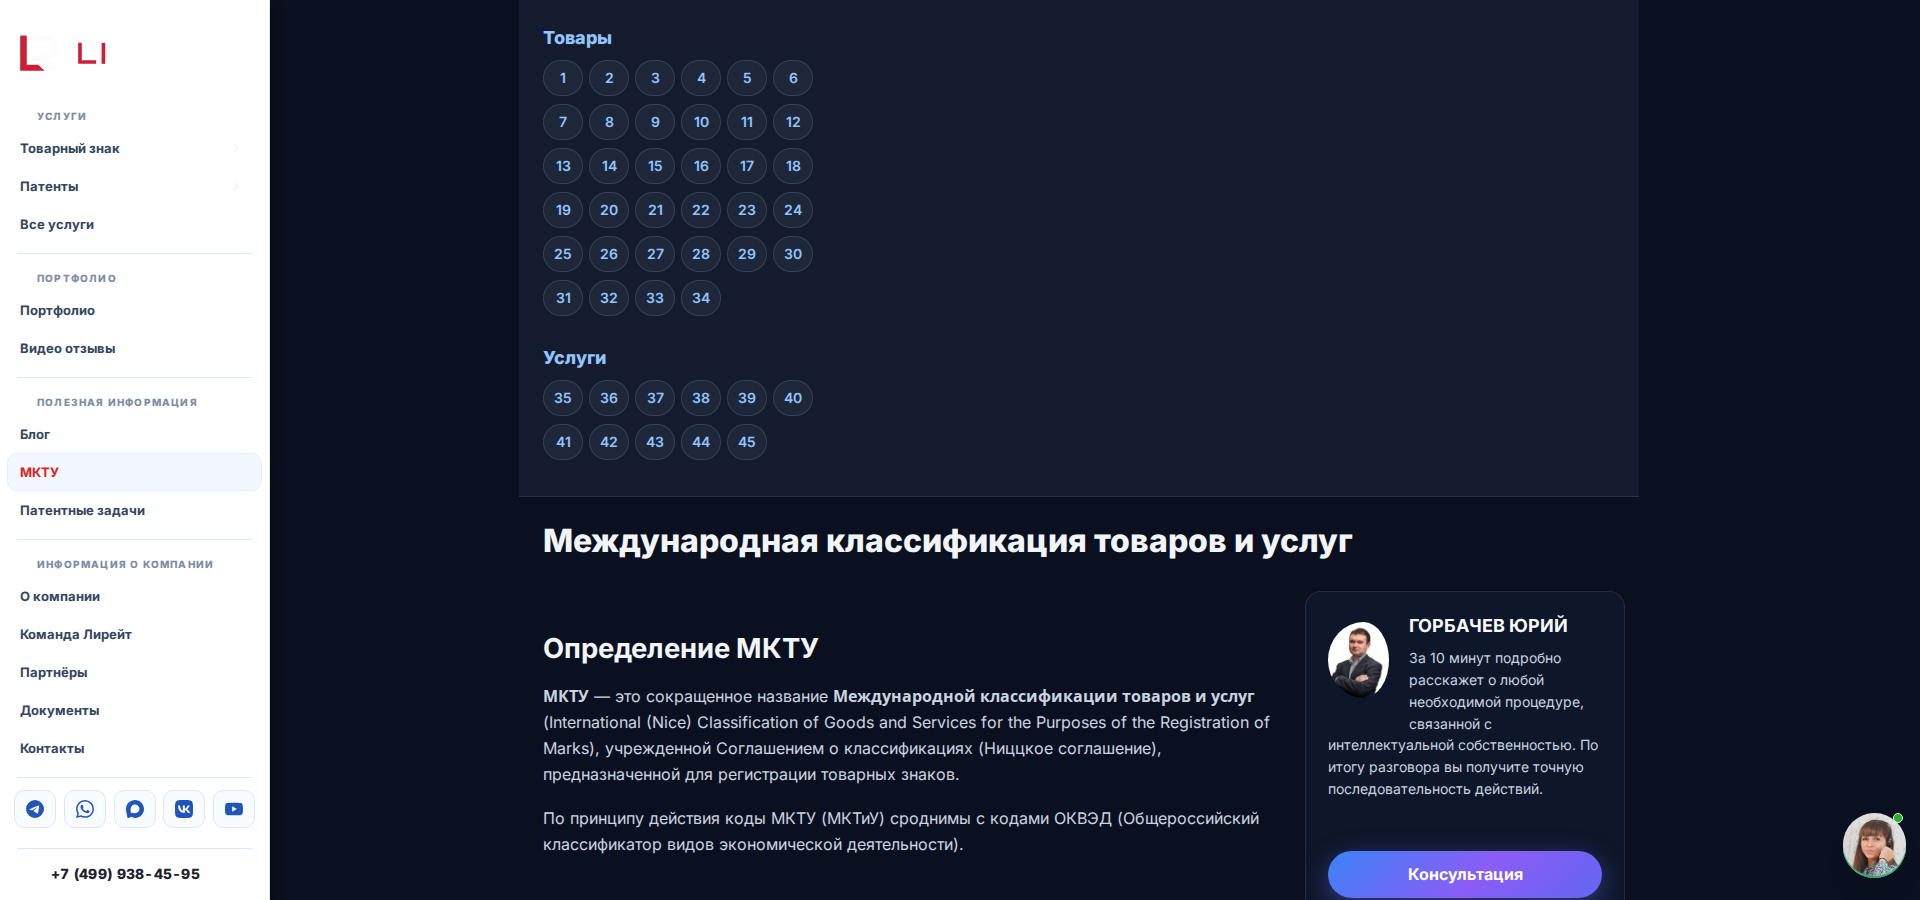 LI
УСЛУГИ
Товарный знак
Патенты
Все услуги
ПОРТФОЛИО
Портфолио
Видео отзывы
ПОЛЕЗНАЯ ИНФОРМАЦИЯ
Блог
МКТУ
Патентные задачи
ИНФОРМАЦИЯ О КОМПАНИИ
О компании
Команда Лирейт
Партнёры
Документы
Контакты
+7 (499) 938-45-95
Товары
1 2 3 4 5 6
7 8 9 10 11 12
13 14 15 16 17 18
19 20 21 22 23 24
25 26 27 28 29 30
31 32 33 34
Услуги
35 36 37 38 39 40
41 42 43 44 45
Международная классификация товаров и услуг
Определение МКТУ
МКТУ — это сокращенное название Международной классификации товаров и услуг
(International (Nice) Classification of Goods and Services for the Purposes of the Registration of
Marks), учрежденной Соглашением о классификациях (Ниццкое соглашение),
предназначенной для регистрации товарных знаков.
По принципу действия коды МКТУ (МКТиУ) сроднимы с кодами ОКВЭД (Общероссийский
классификатор видов экономической деятельности).
ГОРБАЧЕВ ЮРИЙ
За 10 минут подробно
расскажет о любой
необходимой процедуре,
связанной с
интеллектуальной собственностью. По
итогу разговора вы получите точную
последовательность действий.
Консультация